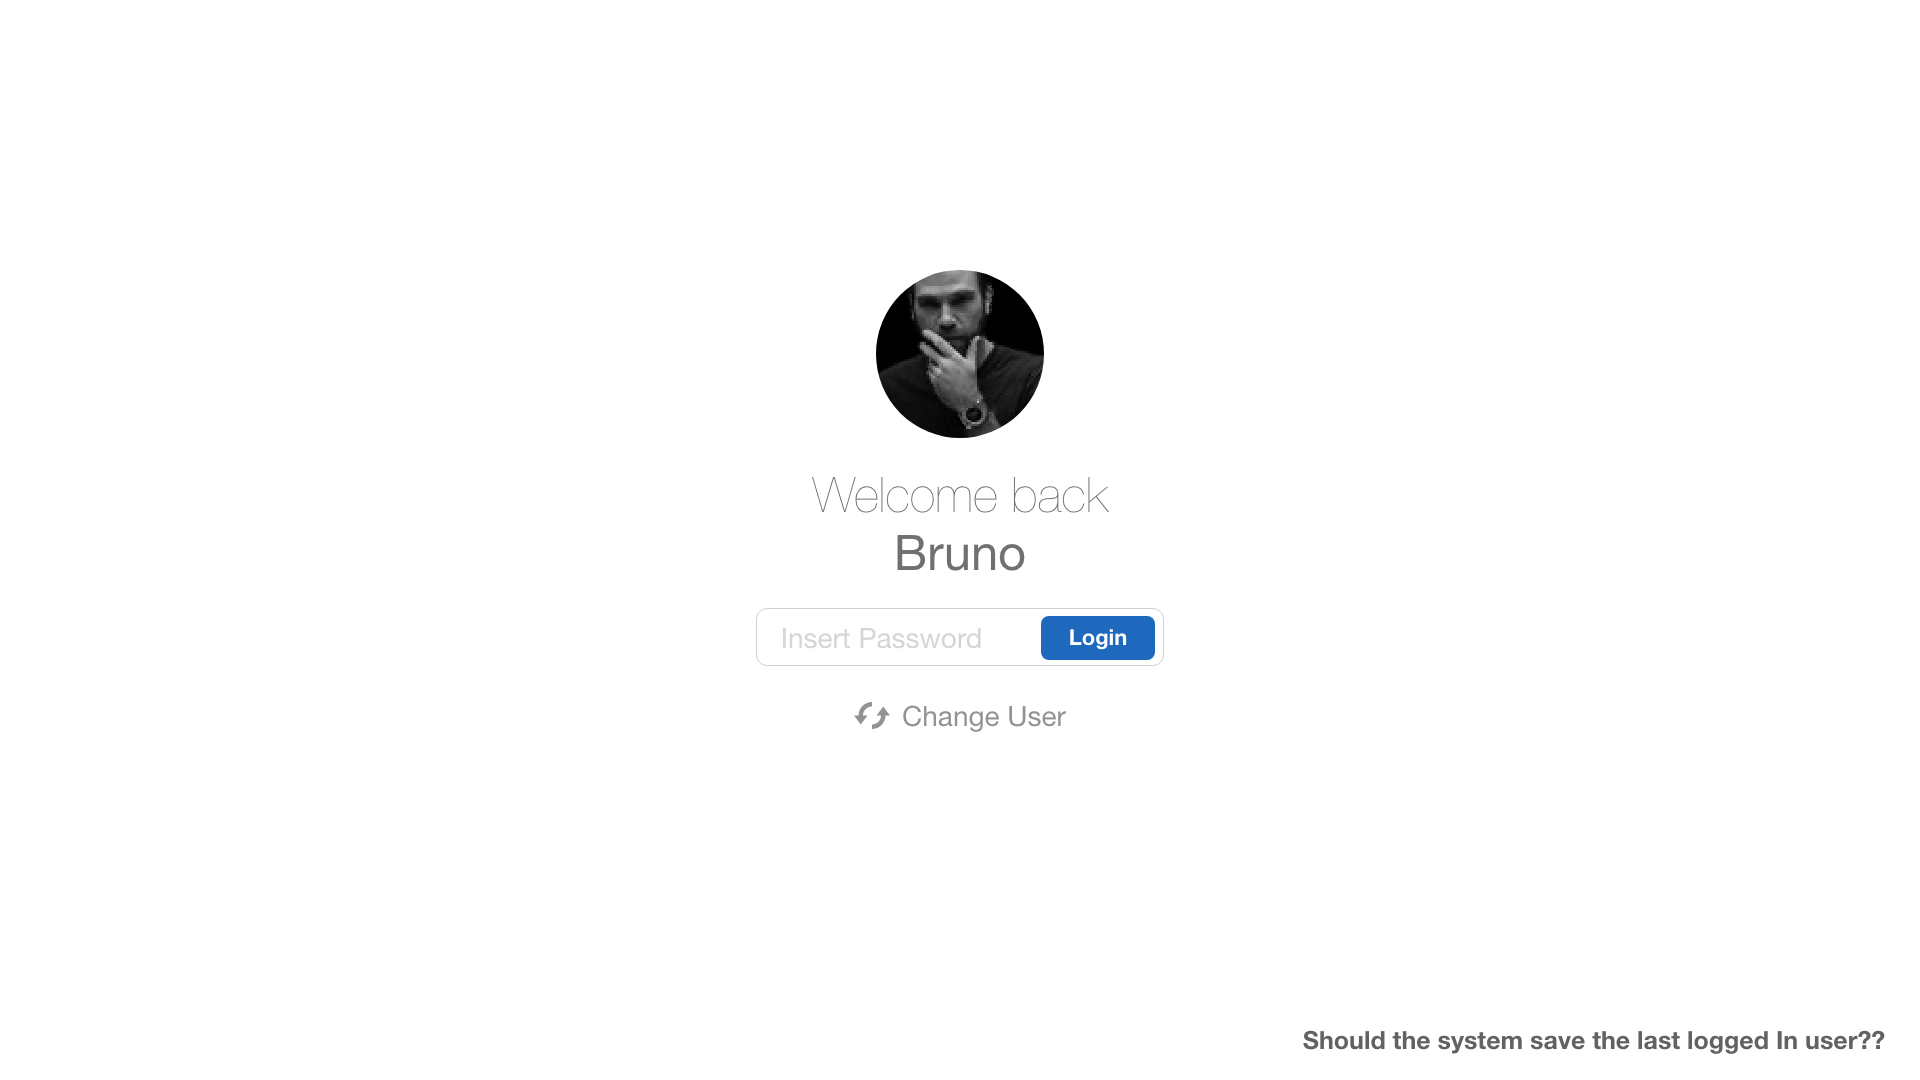 Welcome back
Bruno
Insert Password
Login
Change User
Should the system save the last logged In user??